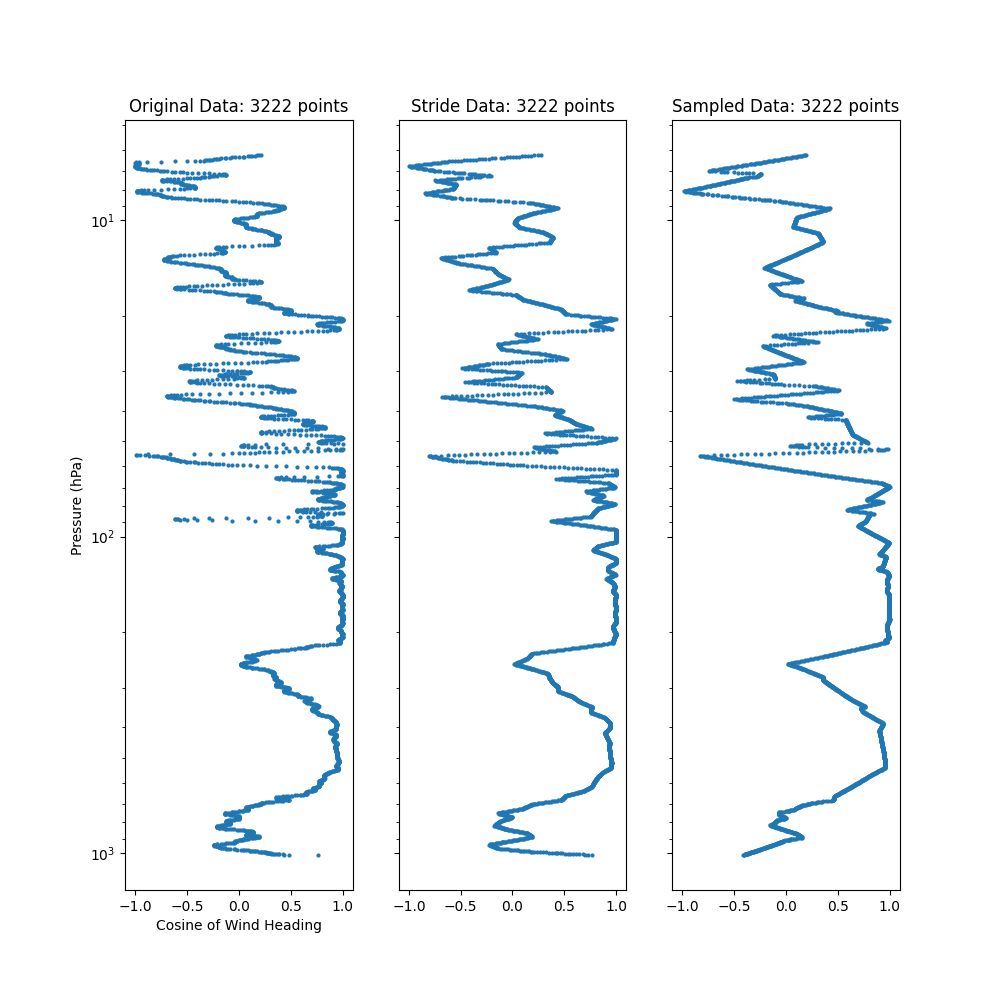 Original Data: 3222 points
Stride Data: 3222 points
Sampled Data: 3222 points
Pressure (hPa)
10¹
10²
10³
−1.0 −0.5 0.0 0.5 1.0
−1.0 −0.5 0.0 0.5 1.0
−1.0 −0.5 0.0 0.5 1.0
Cosine of Wind Heading